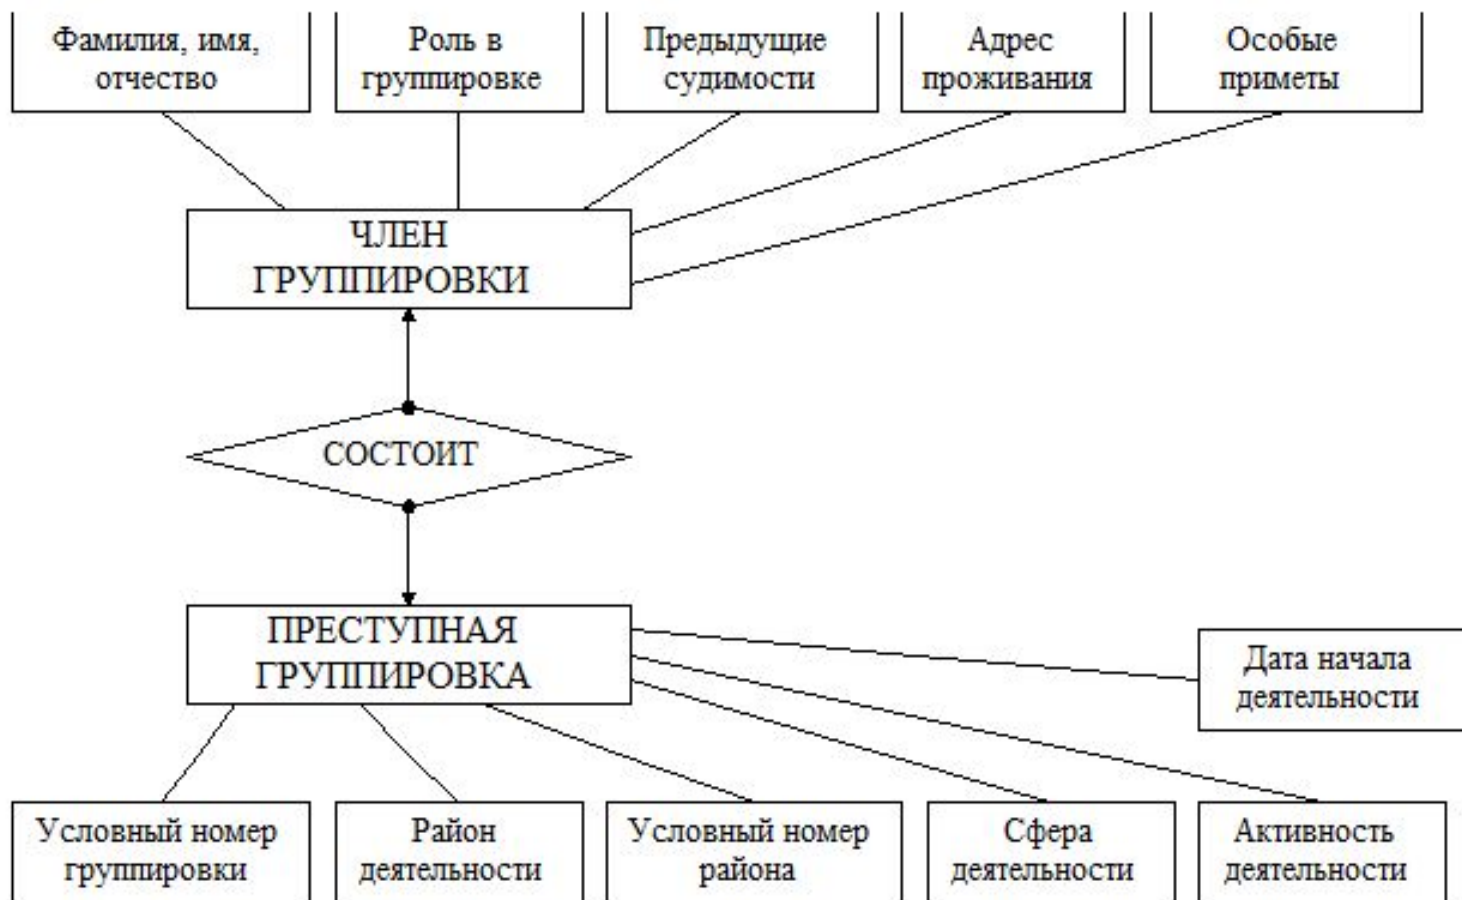 Фамилия, имя,
отчество
Роль в
группировке
Предыдущие
судимости
Адрес
проживания
Особые
приметы
ЧЛЕН
ГРУППИРОВКИ
СОСТОИТ
ПРЕСТУПНАЯ
ГРУППИРОВКА
Дата начала
деятельности
Условный номер
группировки
Район
деятельности
Условный номер
района
Сфера
деятельности
Активность
деятельности